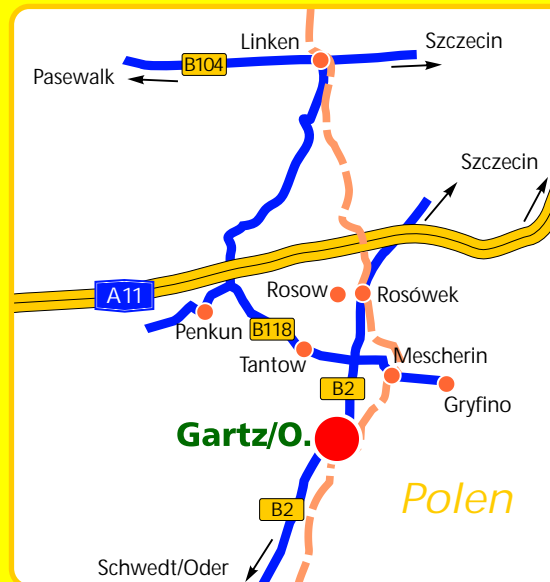 Linken
Szczecin
B104
Pasewalk
Szczecin
A11
Rosow
Rosówek
Penkun
B118
Tantow
Mescherin
B2
Gryfino
Gartz/O.
Polen
B2
Schwedt/Oder